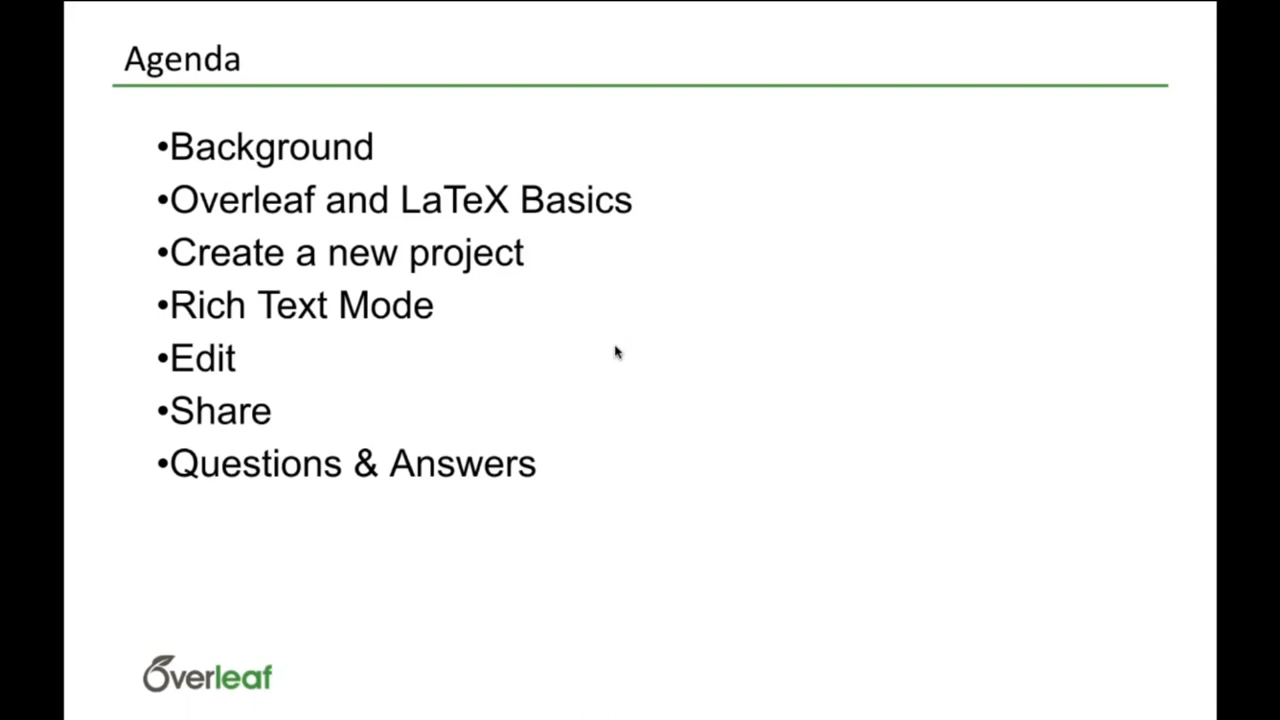 Agenda
•Background
•Overleaf and LaTeX Basics
•Create a new project
•Rich Text Mode
•Edit
•Share
•Questions & Answers
Overleaf